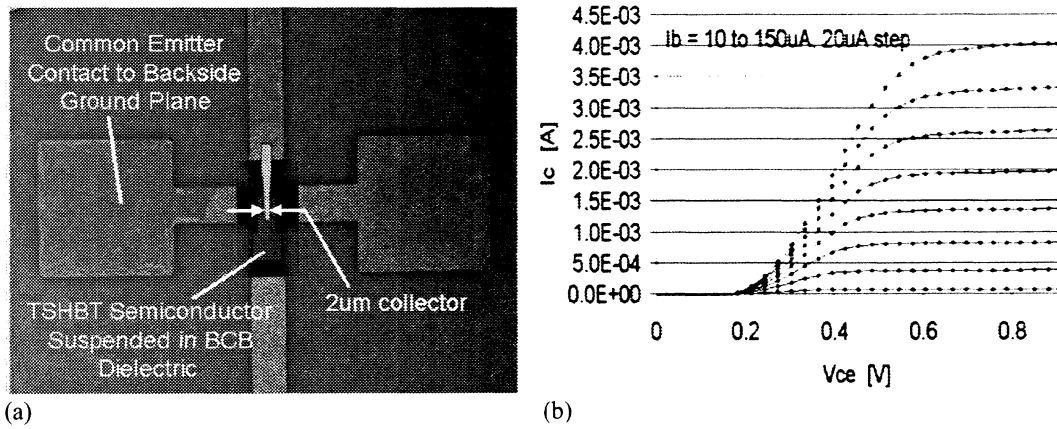 Common Emitter
Contact to Backside
Ground Plane
TSHBT Semiconductor
Suspended in BCB
Dielectric
2um collector
(a)
4.5E-03
4.0E-03
3.5E-03
3.0E-03
2.5E-03
2.0E-03
1.5E-03
1.0E-03
5.0E-04
0.0E+00
Ic [A]
Ib = 10 to 150uA, 20uA step
0 0.2 0.4 0.6 0.8
Vce [V]
(b)